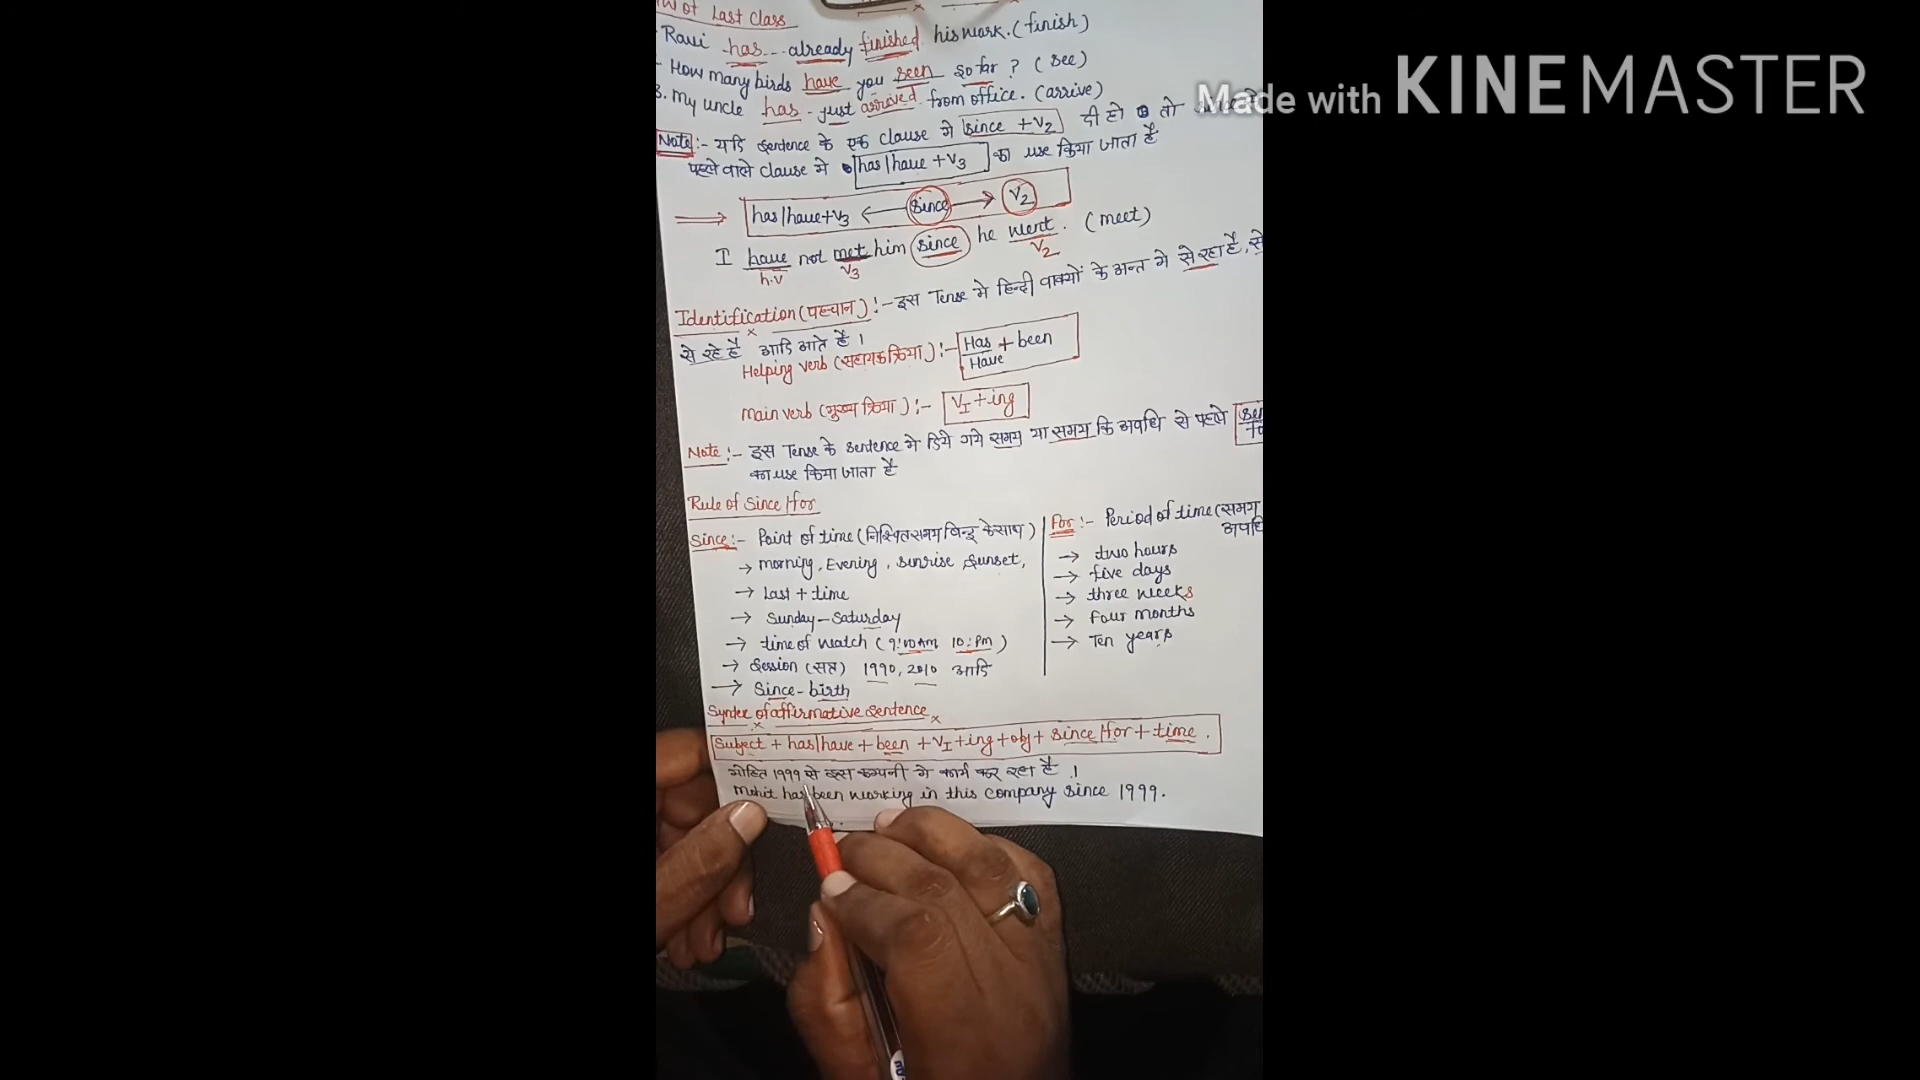 of Last Class
Ravi has already finished his work. (finish)
How many birds have you seen so far ? (see)
3. My uncle has just arrived from office. (arrive)
Note:- यदि Sentence के एक clause मे since + V2 दी हो तो since
पहले वाले clause मे has/have + V3 का use किया जाता है
has/have+V3 since V2
I have not met him since he went. (meet)
h.v V3 V2
Identification (पहचान) :- इस Tense मे हिन्दी वाक्यों के अन्त मे से रहा है, से
से रहे है आदि आते है ।
Helping verb (सहायक क्रिया) :- Has/Have + been
Main verb (मुख्य क्रिया) :- VI + ing
Note :- इस Tense के sentence मे दिये गये समय या समय कि अवधि से पहले
का use किया जाता है
Rule of Since/for
Since:- Point of time (निश्चित समय बिन्दु के साथ)
→ morning, Evening, sunrise, sunset,
→ Last + time
→ Sunday-Saturday
→ time of watch (9:00 Am 10: Pm)
→ Session (सत्र) 1990, 2010 आदि
→ Since-birth
For :- Period of time (समय
अवधि
→ two hours
→ five days
→ three weeks
→ four months
→ Ten years
Syntex of affirmative Sentence
Subject + has/have + been + VI + ing + obj + since/for + time.
मोहित 1999 से इस कम्पनी मे कार्य कर रहा है ।
Mohit has been working in this company since 1999.
Made with KINEMASTER